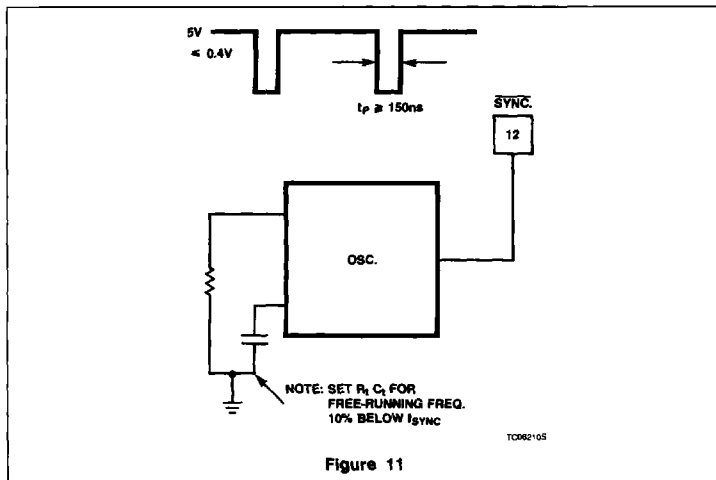 5V
≤ 0.4V
tP ≥ 150ns
SYNC.
12
OSC.
NOTE: SET Rt Ct FOR
FREE-RUNNING FREQ.
10% BELOW fSYNC
TC08210S
Figure 11